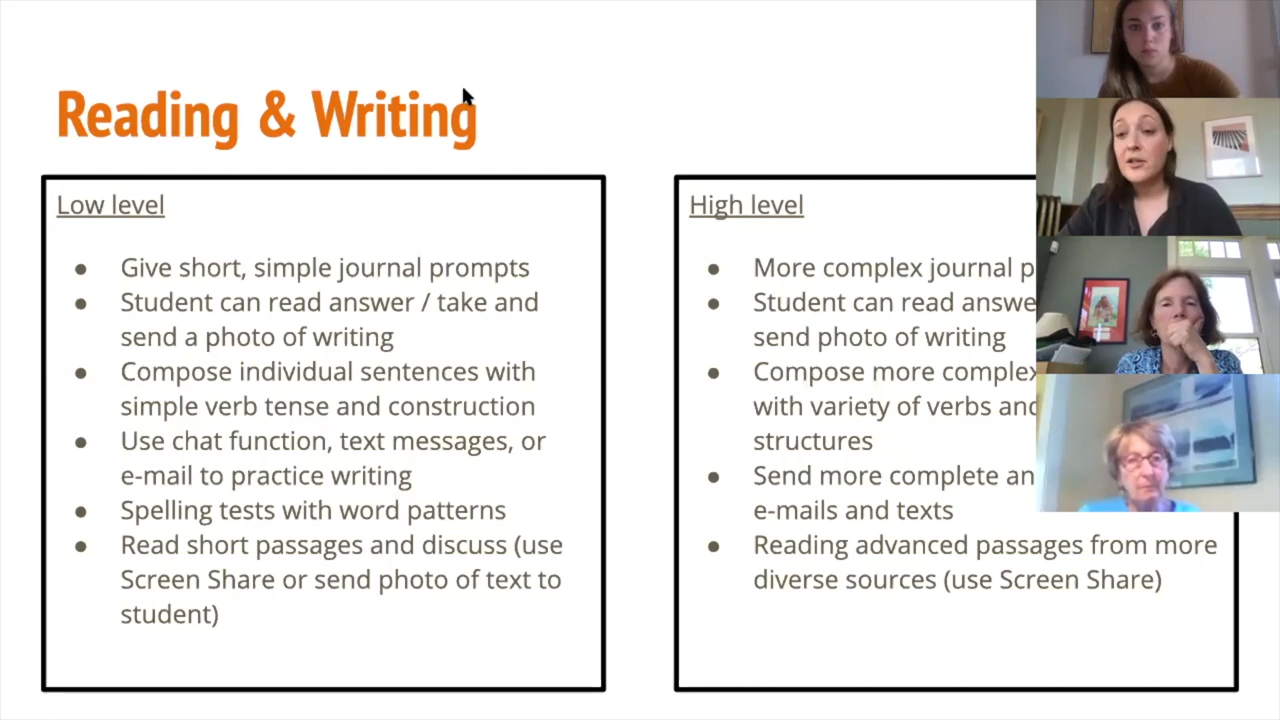 Reading & Writing
Low level
● Give short, simple journal prompts
● Student can read answer / take and
send a photo of writing
● Compose individual sentences with
simple verb tense and construction
● Use chat function, text messages, or
e-mail to practice writing
● Spelling tests with word patterns
● Read short passages and discuss (use
Screen Share or send photo of text to
student)
High level
● More complex journal
● Student can read
send photo of writing
● Compose more complex
with variety of verbs
structures
● Send more complete
e-mails and texts
● Reading advanced passages from more
diverse sources (use Screen Share)